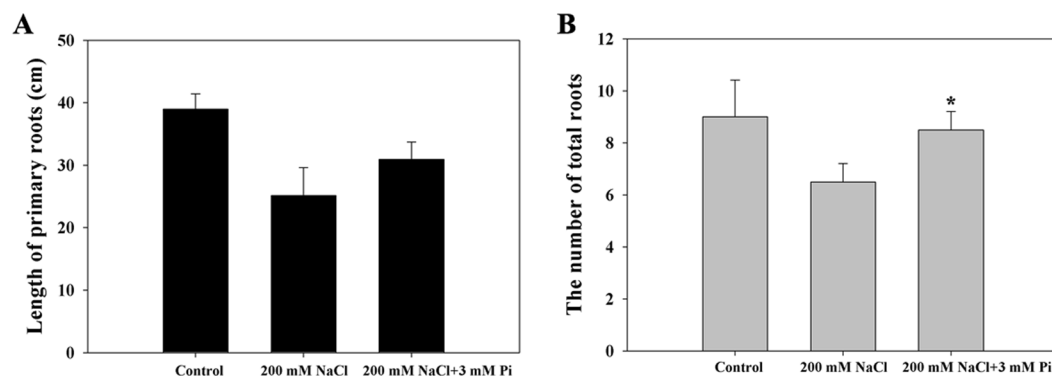 A
Length of primary roots (cm)
50
40
30
20
10
0
Control
200 mM NaCl
200 mM NaCl+3 mM Pi
B
The number of total roots
12
10
8
6
4
2
0
*
Control
200 mM NaCl
200 mM NaCl+3 mM Pi